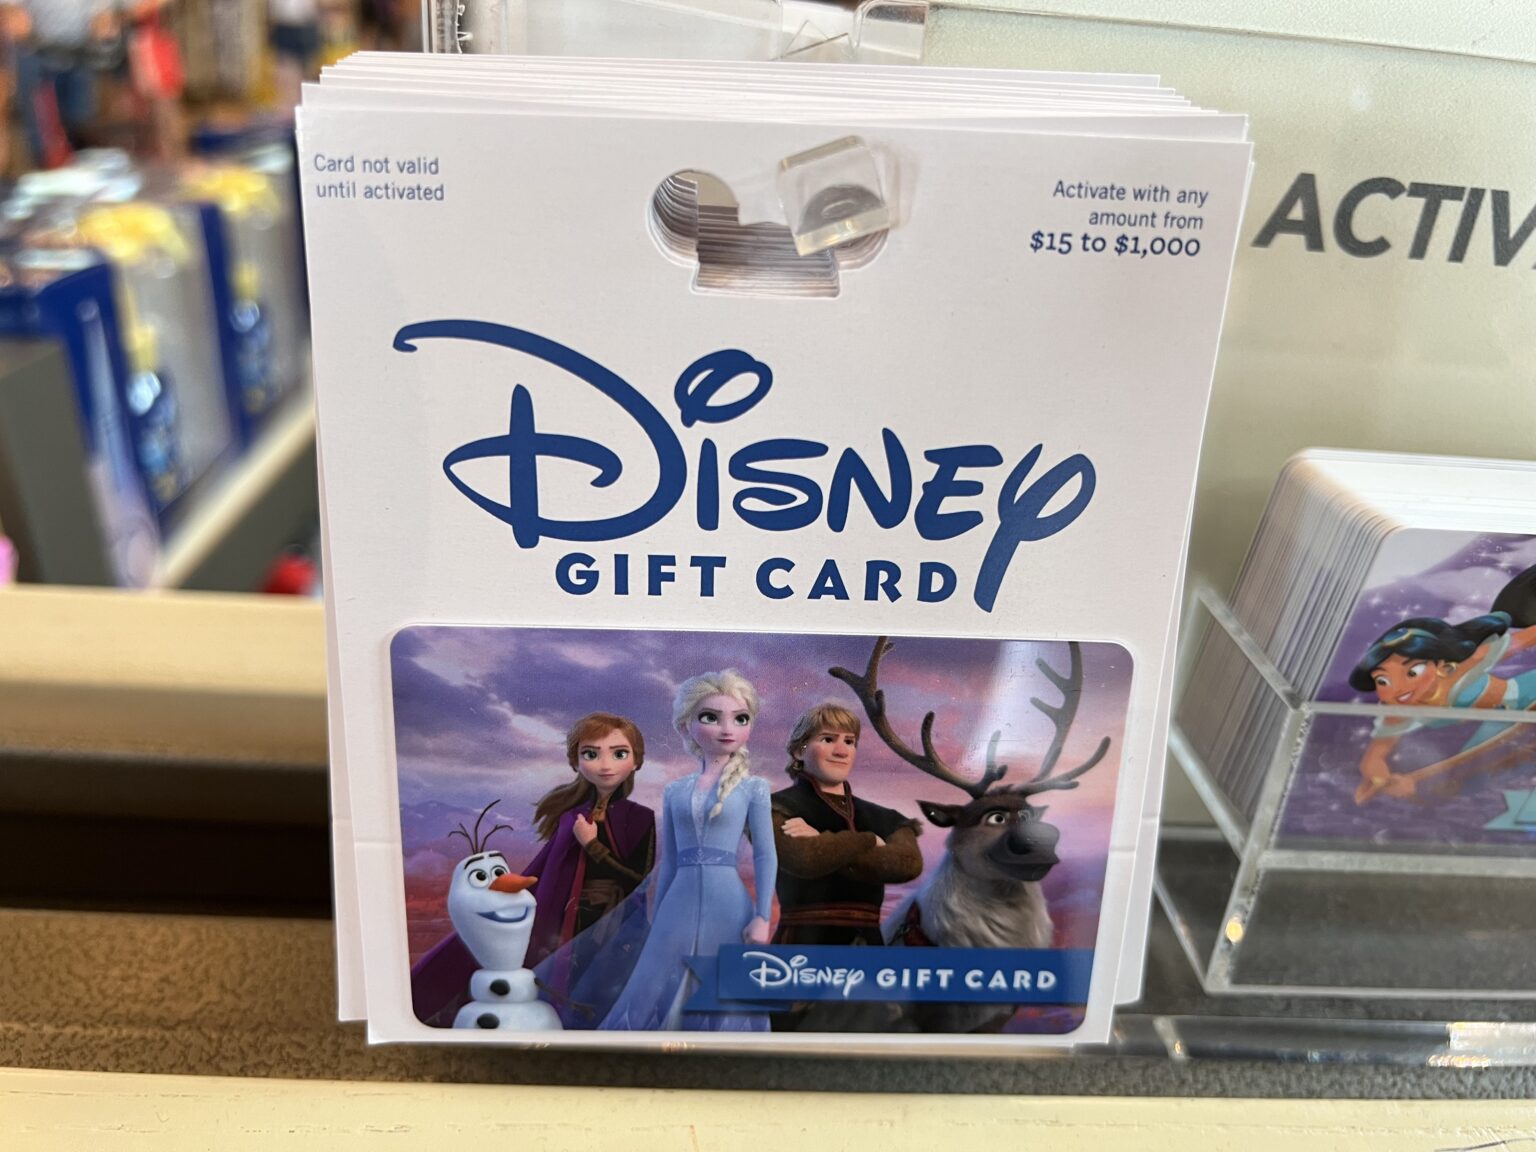 Card not valid
until activated
Activate with any
amount from
$15 to $1,000
Disney
GIFT CARD
Disney GIFT CARD